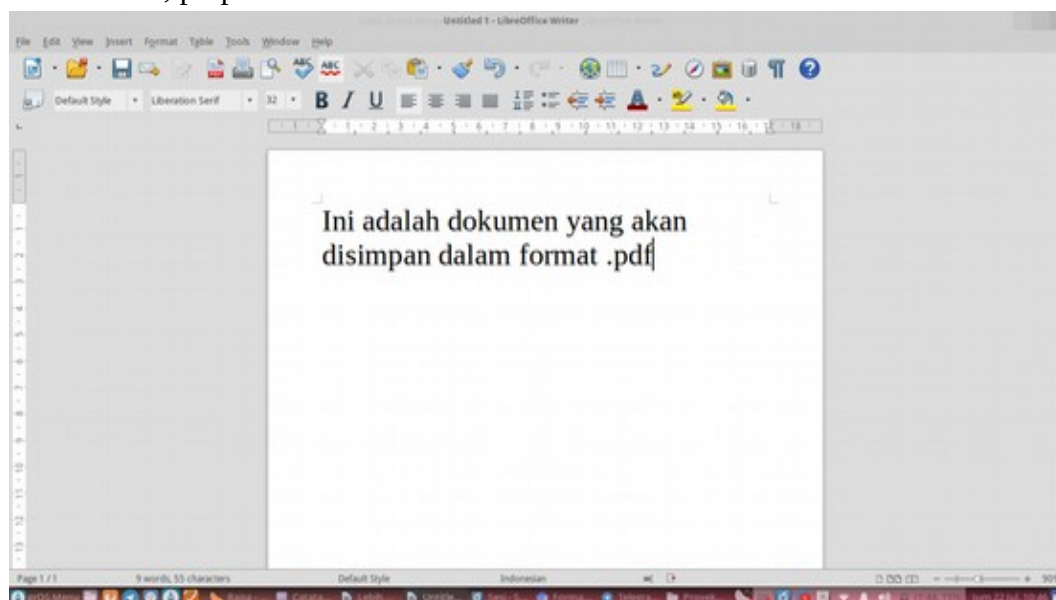 Untitled 1 - LibreOffice Writer
File Edit View Insert Format Table Tools Window Help
Default Style Liberation Serif 32
Ini adalah dokumen yang akan
disimpan dalam format .pdf
Page 1 / 1 9 words, 55 characters Default Style Indonesian